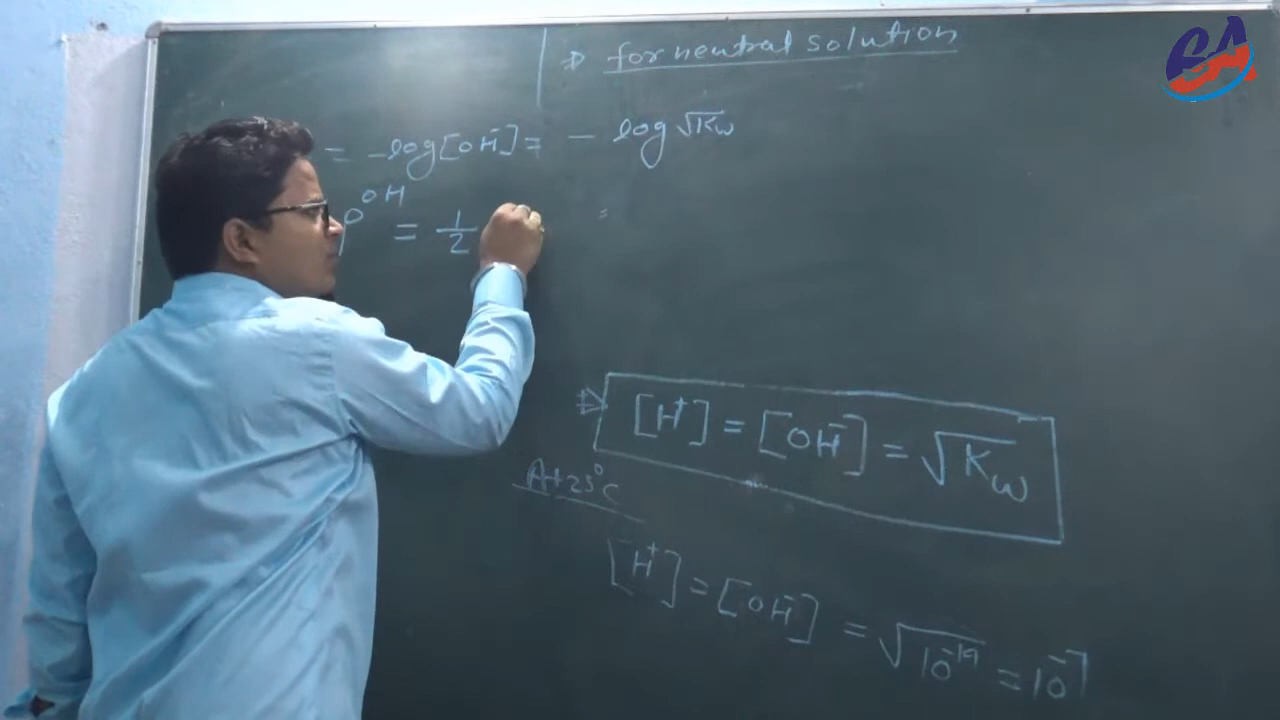 ⇒ for neutral solution
= -log[OH⁻] = - log √Kw
pOH = 1/2
=
[H⁺] = [OH⁻] = √Kw
At 25°C
[H⁺] = [OH⁻] = √10⁻¹⁴ = 10⁻⁷